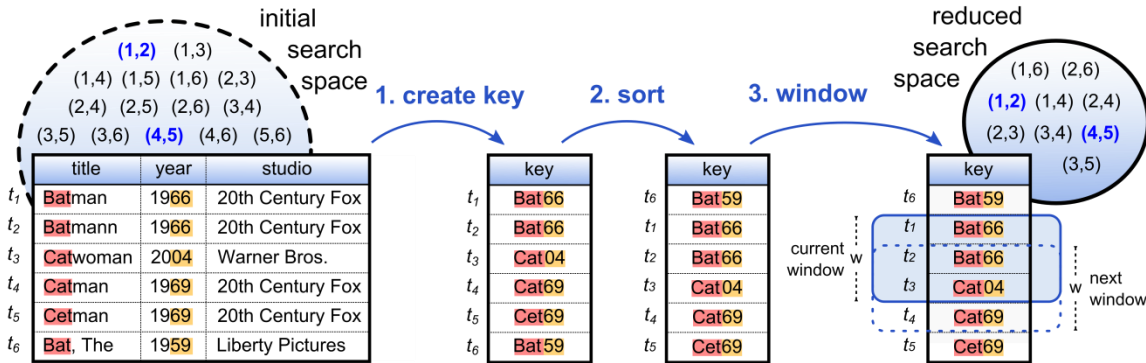 initial
search
space
(1,2) (1,3)
(1,4) (1,5) (1,6) (2,3)
(2,4) (2,5) (2,6) (3,4)
(3,5) (3,6) (4,5) (4,6) (5,6)
title year studio
t1 Batman 1966 20th Century Fox
t2 Batmann 1966 20th Century Fox
t3 Catwoman 2004 Warner Bros.
t4 Catman 1969 20th Century Fox
t5 Cetman 1969 20th Century Fox
t6 Bat, The 1959 Liberty Pictures
1. create key
key
t1 Bat66
t2 Bat66
t3 Cat04
t4 Cat69
t5 Cet69
t6 Bat59
2. sort
key
t6 Bat59
t1 Bat66
t2 Bat66
t3 Cat04
t4 Cat69
t5 Cet69
3. window
reduced
search
space
(1,6) (2,6)
(1,2) (1,4) (2,4)
(2,3) (3,4) (4,5)
(3,5)
key
t6 Bat59
t1 Bat66
t2 Bat66
t3 Cat04
t4 Cat69
t5 Cet69
current
window
w
w
next
window